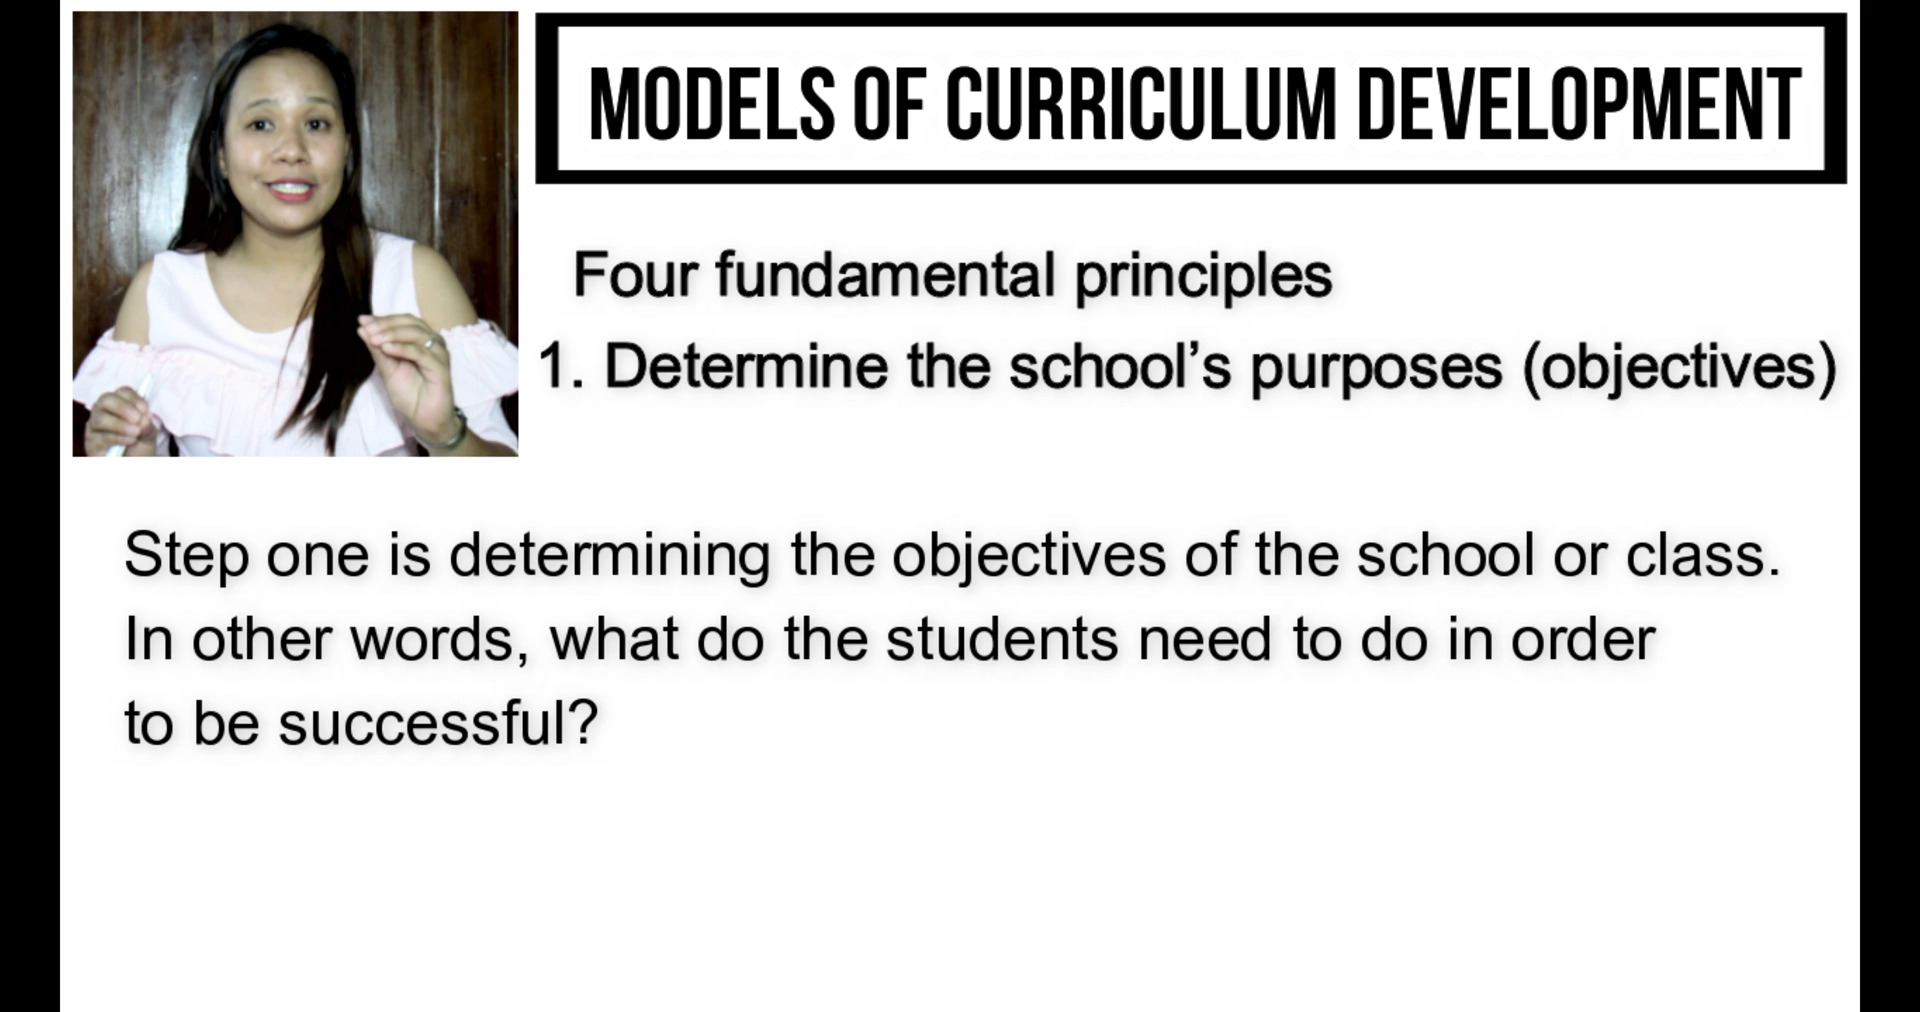 MODELS OF CURRICULUM DEVELOPMENT
Four fundamental principles
1. Determine the school’s purposes (objectives)
Step one is determining the objectives of the school or class.
In other words, what do the students need to do in order
to be successful?